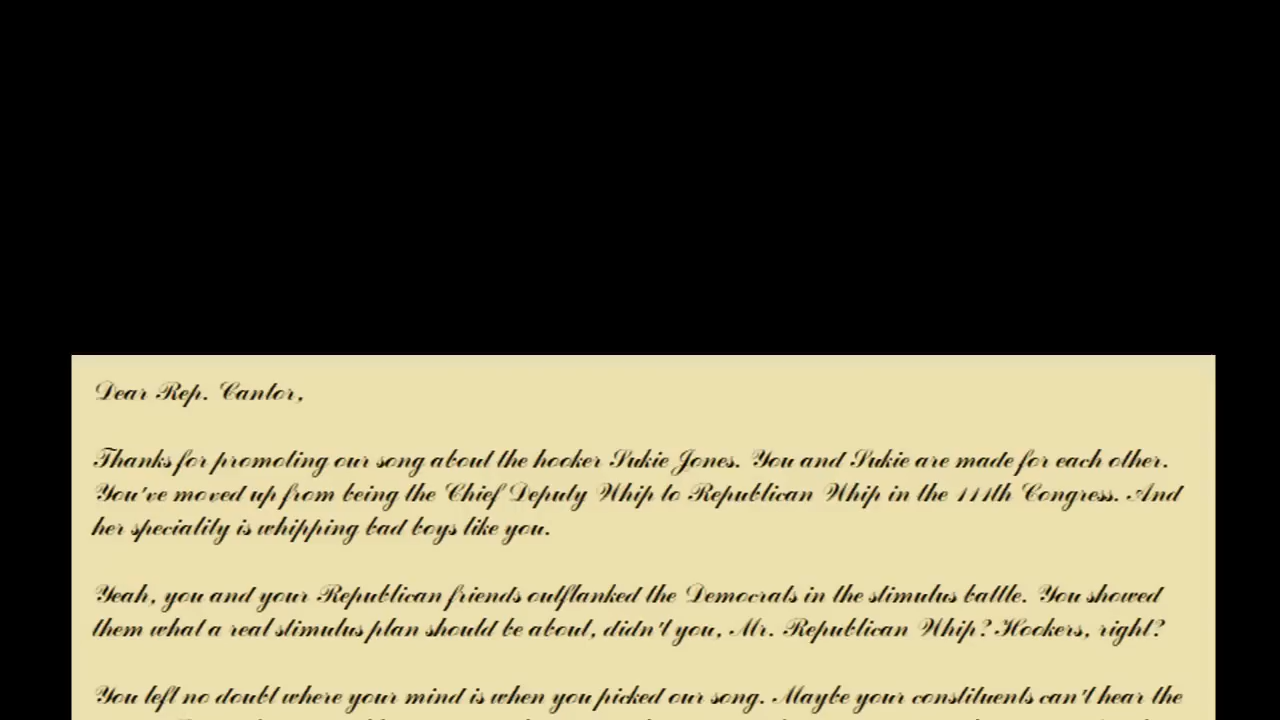 Dear Rep. Cantor,
Thanks for promoting our song about the hooker Sukie Jones. You and Sukie are made for each other.
You've moved up from being the Chief Deputy Whip to Republican Whip in the 111th Congress. And
her speciality is whipping bad boys like you.
Yeah, you and your Republican friends outflanked the Democrats in the stimulus battle. You showed
them what a real stimulus plan should be about, didn't you, Mr. Republican Whip? Hookers, right?
You left no doubt where your mind is when you picked our song. Maybe your constituents can't hear the